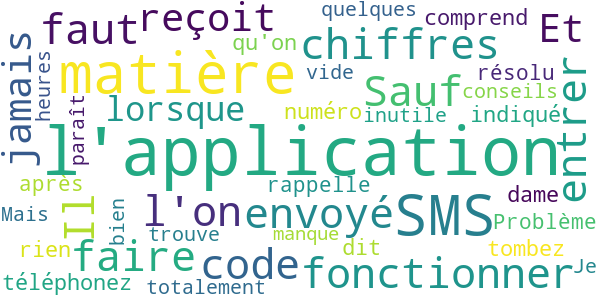 quelques
reçoit
comprend
faut
Et
qu'on
chiffres
jamais
heures
matière
vide
résolu
Sauf
conseils
entrer
paraît
lorsque
numéro
inutile
indiqué
l'application
après
rappelle
dame
Il
l'on
envoyé
SMS
Mais
bien
Problème
trouve
manque
dit
tombez
rien
faire
code
fonctionner
Je
téléphonez
totalement